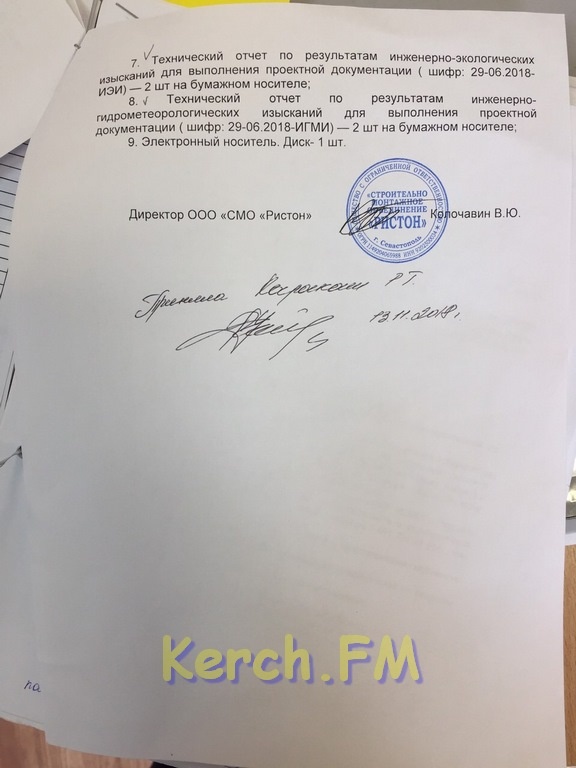 7. √ Технический отчет по результатам инженерно-экологических
изысканий для выполнения проектной документации ( шифр: 29-06.2018-
ИЭИ) — 2 шт на бумажном носителе;
8. √ Технический отчет по результатам инженерно-
гидрометеорологических изысканий для выполнения проектной
документации ( шифр: 29-06.2018-ИГМИ) — 2 шт на бумажном носителе;
9. Электронный носитель. Диск- 1 шт.
«СТРОИТЕЛЬНО
МОНТАЖНОЕ
ОБЪЕДИНЕНИЕ
«РИСТОН»
г. Севастополь
Директор ООО «СМО «Ристон» Колочавин В.Ю.
Приняла
13.11.2018г.
Kerch.FM